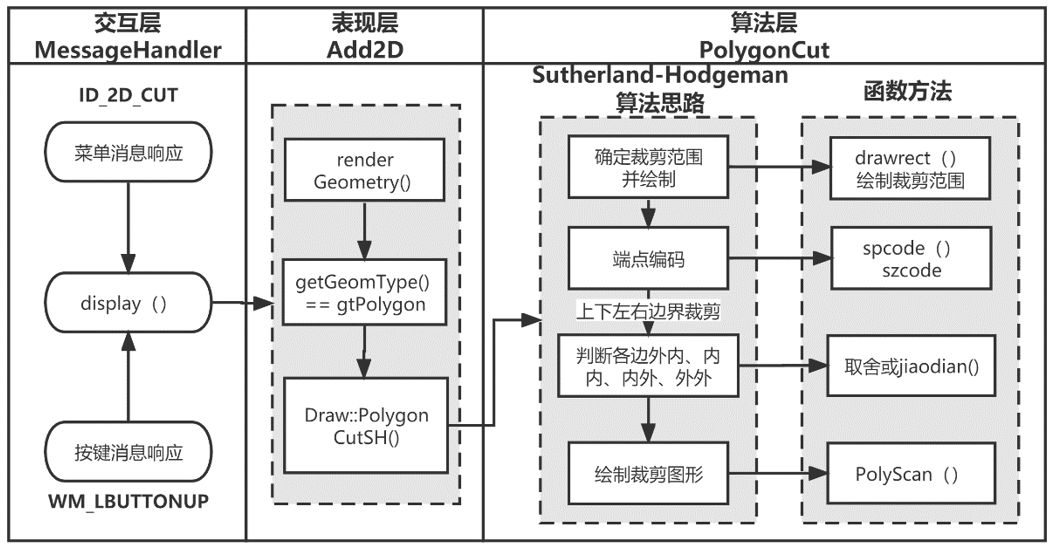 交互层
MessageHandler
表现层
Add2D
算法层
PolygonCut
ID_2D_CUT
菜单消息响应
display（）
按键消息响应
WM_LBUTTONUP
render
Geometry()
getGeomType()
== gtPolygon
Draw::Polygon
CutSH()
Sutherland-Hodgeman
算法思路
确定裁剪范围
并绘制
端点编码
上下左右边界裁剪
判断各边外内、内
内、内外、外外
绘制裁剪图形
函数方法
drawrect（）
绘制裁剪范围
spcode（）
szcode
取舍或jiaodian()
PolyScan（）